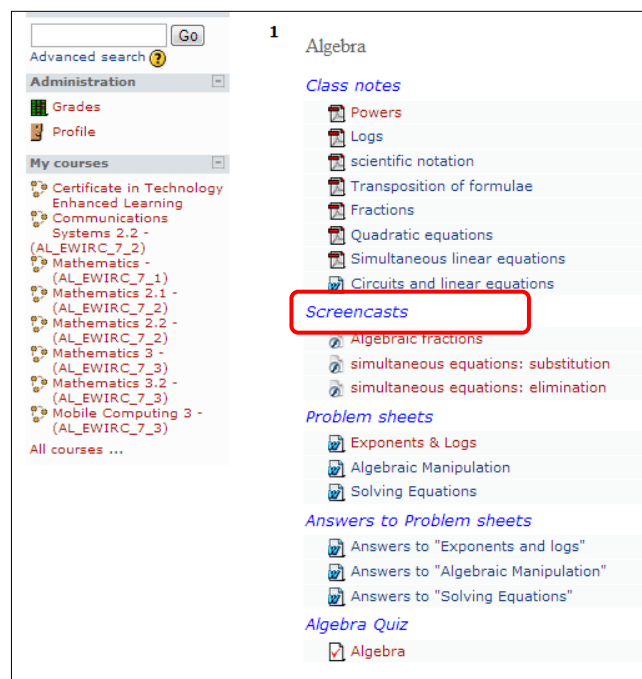 Go
Advanced search
Administration
Grades
Profile
My courses
Certificate in Technology
Enhanced Learning
Communications
Systems 2.2 -
(AL_EWIRC_7_2)
Mathematics -
(AL_EWIRC_7_1)
Mathematics 2.1 -
(AL_EWIRC_7_2)
Mathematics 2.2 -
(AL_EWIRC_7_2)
Mathematics 3 -
(AL_EWIRC_7_3)
Mathematics 3.2 -
(AL_EWIRC_7_3)
Mobile Computing 3 -
(AL_EWIRC_7_3)
All courses ...
1
Algebra
Class notes
Powers
Logs
scientific notation
Transposition of formulae
Fractions
Quadratic equations
Simultaneous linear equations
Circuits and linear equations
Screencasts
Algebraic fractions
simultaneous equations: substitution
simultaneous equations: elimination
Problem sheets
Exponents & Logs
Algebraic Manipulation
Solving Equations
Answers to Problem sheets
Answers to "Exponents and logs"
Answers to "Algebraic Manipulation"
Answers to "Solving Equations"
Algebra Quiz
Algebra